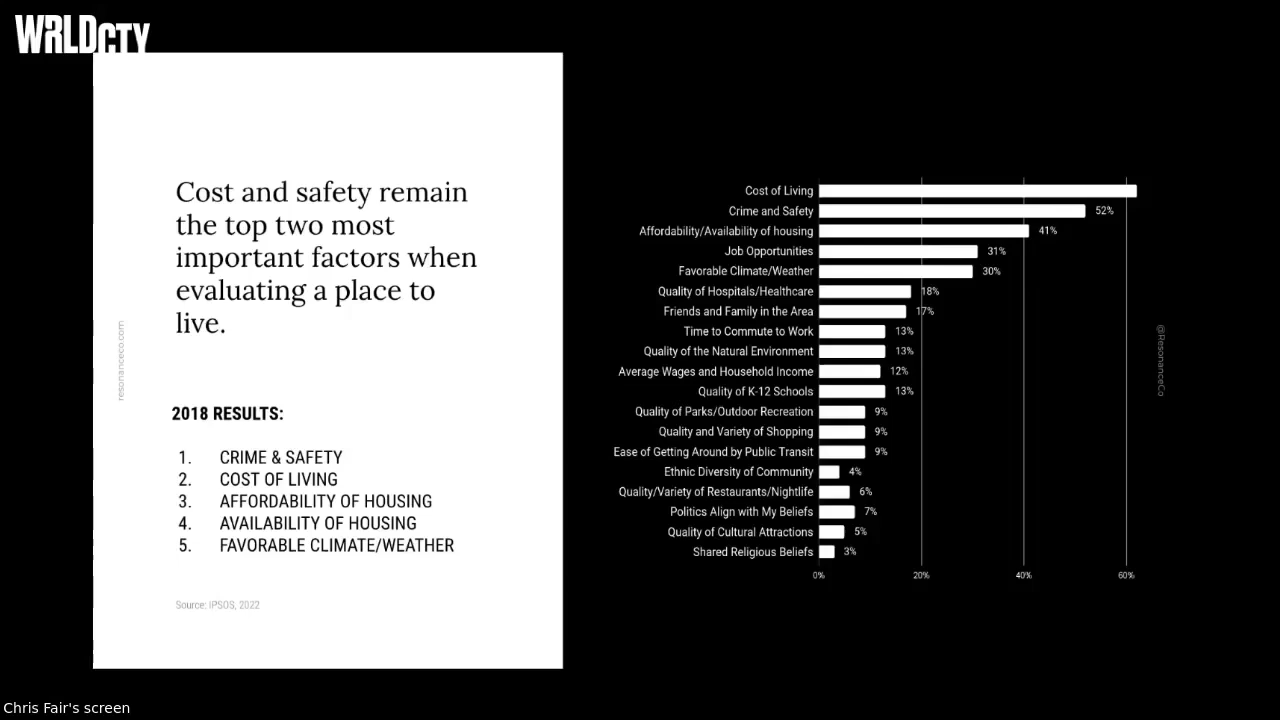 WRLDCTY
Cost and safety remain
the top two most
important factors when
evaluating a place to
live.
resonanceco.com
2018 RESULTS:
1. CRIME & SAFETY
2. COST OF LIVING
3. AFFORDABILITY OF HOUSING
4. AVAILABILITY OF HOUSING
5. FAVORABLE CLIMATE/WEATHER
Source: IPSOS, 2022
Cost of Living
Crime and Safety 52%
Affordability/Availability of housing 41%
Job Opportunities 31%
Favorable Climate/Weather 30%
Quality of Hospitals/Healthcare 18%
Friends and Family in the Area 17%
Time to Commute to Work 13%
Quality of the Natural Environment 13%
Average Wages and Household Income 12%
Quality of K-12 Schools 13%
Quality of Parks/Outdoor Recreation 9%
Quality and Variety of Shopping 9%
Ease of Getting Around by Public Transit 9%
Ethnic Diversity of Community 4%
Quality/Variety of Restaurants/Nightlife 6%
Politics Align with My Beliefs 7%
Quality of Cultural Attractions 5%
Shared Religious Beliefs 3%
0% 20% 40% 60%
@ResonanceCo
Chris Fair's screen